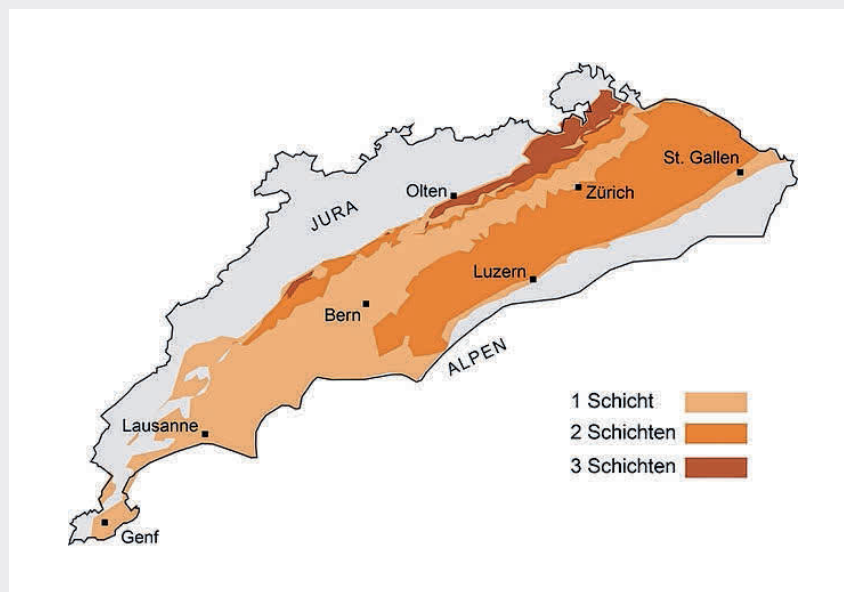 St. Gallen
Olten
Zürich
JURA
Luzern
Bern
ALPEN
1 Schicht
2 Schichten
3 Schichten
Lausanne
Genf